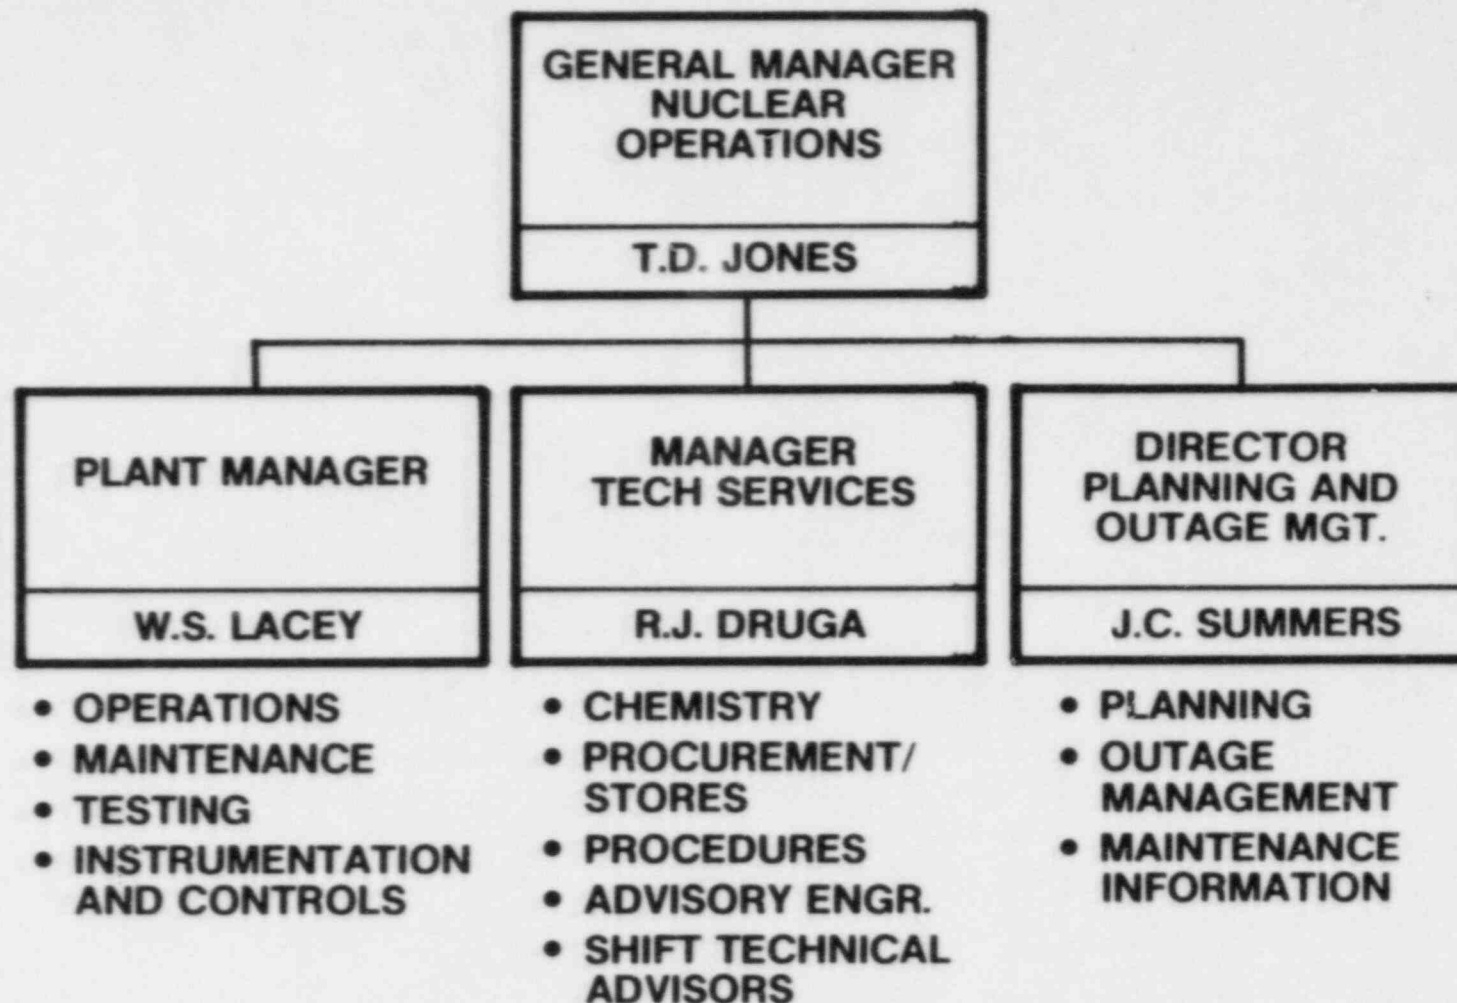 GENERAL MANAGER
NUCLEAR
OPERATIONS
T.D. JONES
PLANT MANAGER
W.S. LACEY
MANAGER
TECH SERVICES
R.J. DRUGA
DIRECTOR
PLANNING AND
OUTAGE MGT.
J.C. SUMMERS
• OPERATIONS
• MAINTENANCE
• TESTING
• INSTRUMENTATION
AND CONTROLS
• CHEMISTRY
• PROCUREMENT/
STORES
• PROCEDURES
• ADVISORY ENGR.
• SHIFT TECHNICAL
ADVISORS
• PLANNING
• OUTAGE
MANAGEMENT
• MAINTENANCE
INFORMATION